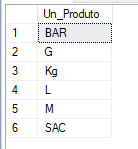 Un_Produto
1 BAR
2 G
3 Kg
4 L
5 M
6 SAC